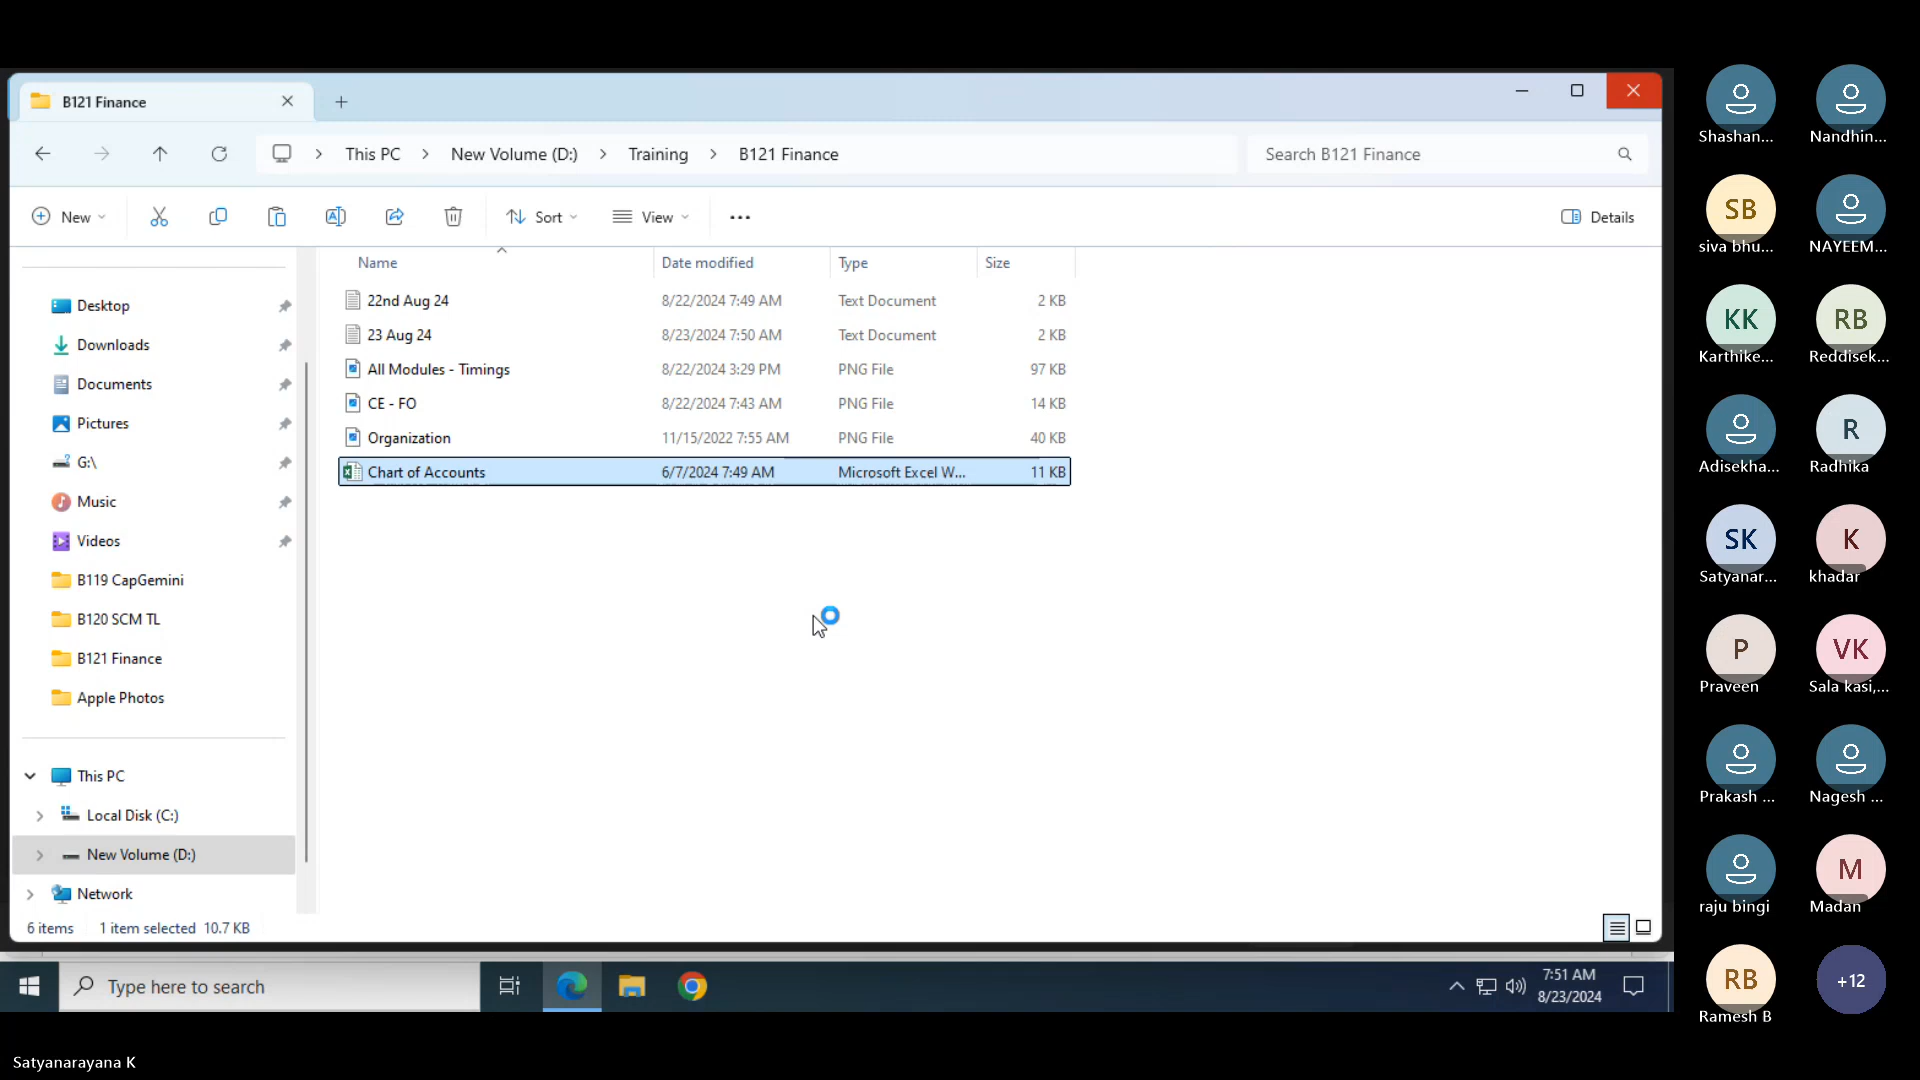 B121 Finance
This PC
New Volume (D:)
Training
B121 Finance
Search B121 Finance
New
Sort
View
Details
Name
Date modified
Type
Size
22nd Aug 24 8/22/2024 7:49 AM Text Document 2 KB
23 Aug 24 8/23/2024 7:50 AM Text Document 2 KB
All Modules - Timings 8/22/2024 3:29 PM PNG File 97 KB
CE - FO 8/22/2024 7:43 AM PNG File 14 KB
Organization 11/15/2022 7:55 AM PNG File 40 KB
Chart of Accounts 6/7/2024 7:49 AM Microsoft Excel W... 11 KB
Desktop
Downloads
Documents
Pictures
G:\
Music
Videos
B119 CapGemini
B120 SCM TL
B121 Finance
Apple Photos
This PC
Local Disk (C:)
New Volume (D:)
Network
6 items 1 item selected 10.7 KB
Type here to search
7:51 AM
8/23/2024
Shashan...
Nandhin...
SB
siva bhu...
NAYEEM...
KK
Karthike...
RB
Reddisek...
Adisekha...
R
Radhika
SK
Satyanar...
K
khadar
P
Praveen
VK
Sala kasi,...
Prakash ...
Nagesh ...
raju bingi
M
Madan
RB
Ramesh B
+12
Satyanarayana K